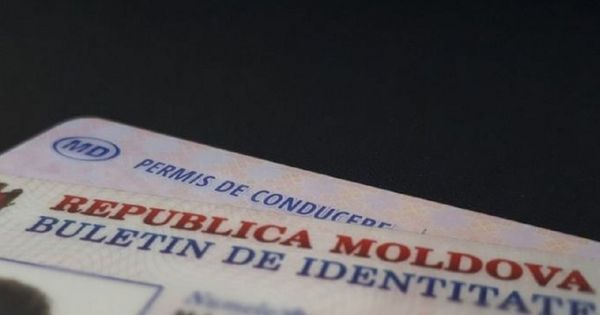 MD PERMIS DE CONDUCERE
REPUBLICA MOLDOVA
BULETIN DE IDENTITATE